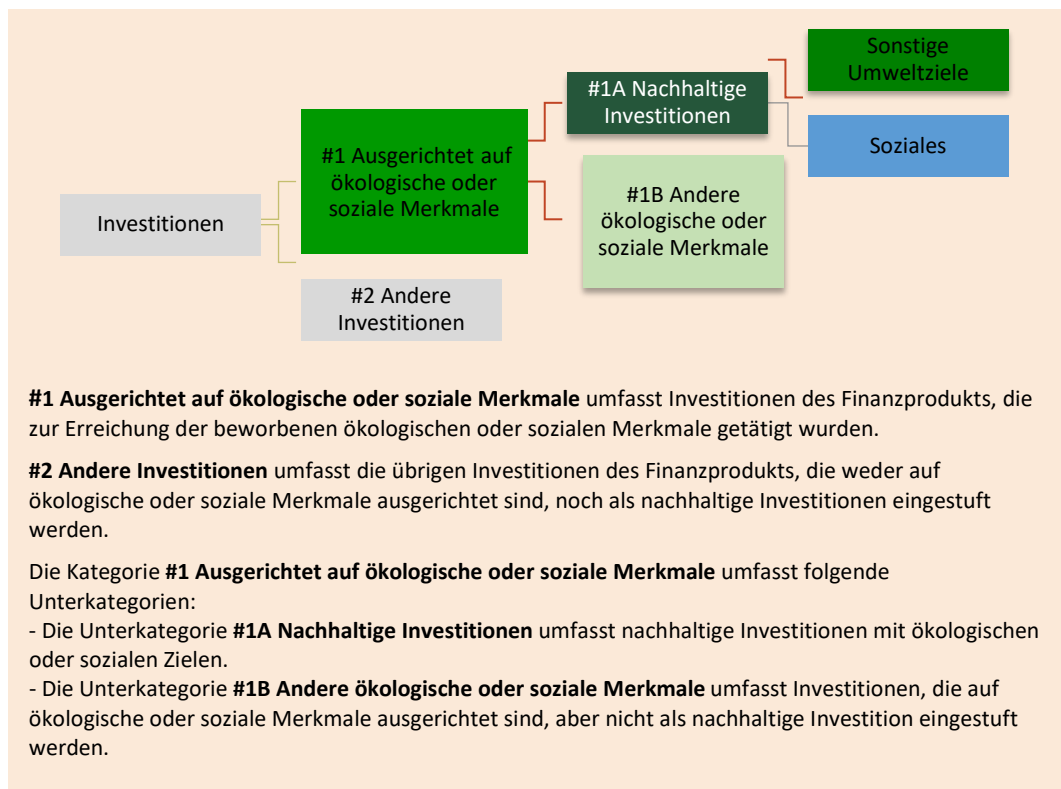 Sonstige
Umweltziele
#1A Nachhaltige
Investitionen
Soziales
#1 Ausgerichtet auf
ökologische oder
soziale Merkmale
#1B Andere
ökologische oder
soziale Merkmale
Investitionen
#2 Andere
Investitionen
#1 Ausgerichtet auf ökologische oder soziale Merkmale umfasst Investitionen des Finanzprodukts, die
zur Erreichung der beworbenen ökologischen oder sozialen Merkmale getätigt wurden.
#2 Andere Investitionen umfasst die übrigen Investitionen des Finanzprodukts, die weder auf
ökologische oder soziale Merkmale ausgerichtet sind, noch als nachhaltige Investitionen eingestuft
werden.
Die Kategorie #1 Ausgerichtet auf ökologische oder soziale Merkmale umfasst folgende
Unterkategorien:
- Die Unterkategorie #1A Nachhaltige Investitionen umfasst nachhaltige Investitionen mit ökologischen
oder sozialen Zielen.
- Die Unterkategorie #1B Andere ökologische oder soziale Merkmale umfasst Investitionen, die auf
ökologische oder soziale Merkmale ausgerichtet sind, aber nicht als nachhaltige Investition eingestuft
werden.